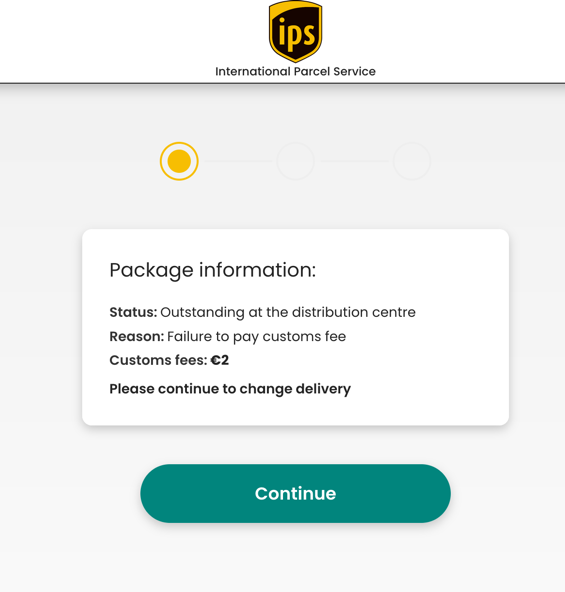 ips
International Parcel Service
Package information:
Status: Outstanding at the distribution centre
Reason: Failure to pay customs fee
Customs fees: €2
Please continue to change delivery
Continue